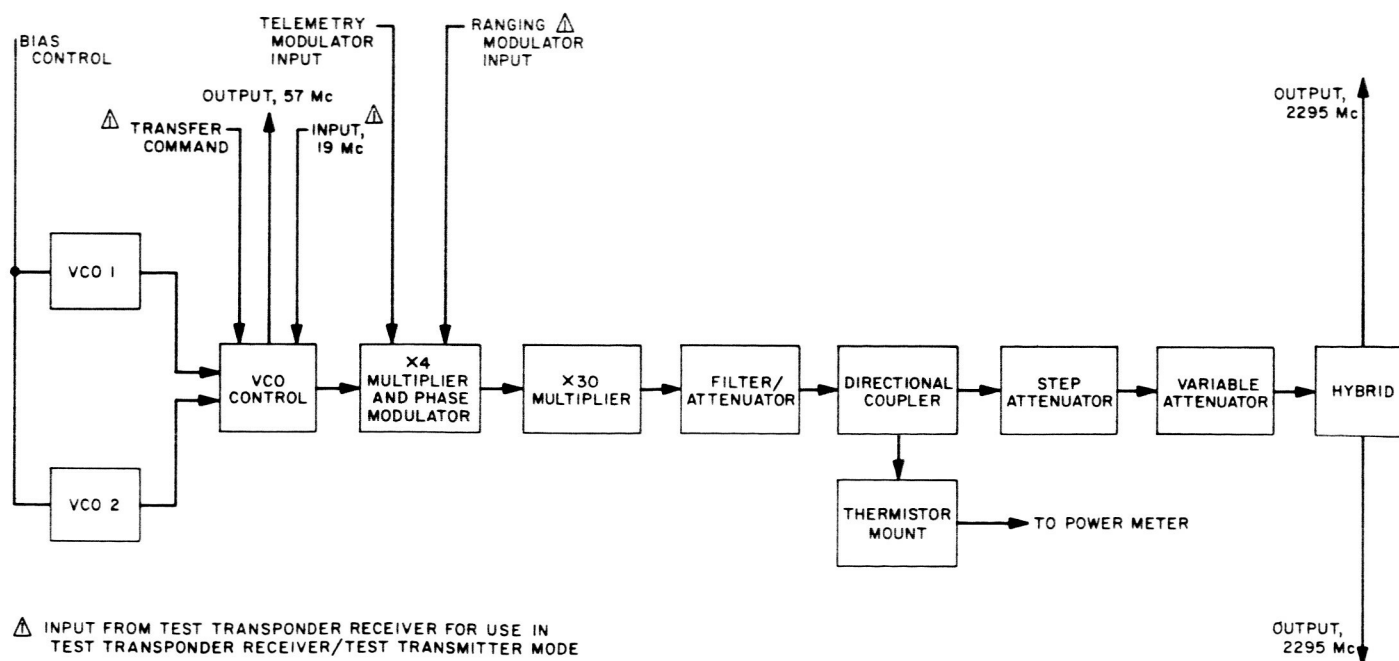 BIAS
CONTROL
TELEMETRY
MODULATOR
INPUT
RANGING ⚠
MODULATOR
INPUT
OUTPUT, 57 Mc
⚠ TRANSFER
COMMAND
INPUT, ⚠
19 Mc
OUTPUT,
2295 Mc
VCO 1
VCO 2
VCO
CONTROL
×4
MULTIPLIER
AND PHASE
MODULATOR
×30
MULTIPLIER
FILTER/
ATTENUATOR
DIRECTIONAL
COUPLER
STEP
ATTENUATOR
VARIABLE
ATTENUATOR
HYBRID
THERMISTOR
MOUNT
TO POWER METER
⚠ INPUT FROM TEST TRANSPONDER RECEIVER FOR USE IN
TEST TRANSPONDER RECEIVER/TEST TRANSMITTER MODE
OUTPUT,
2295 Mc